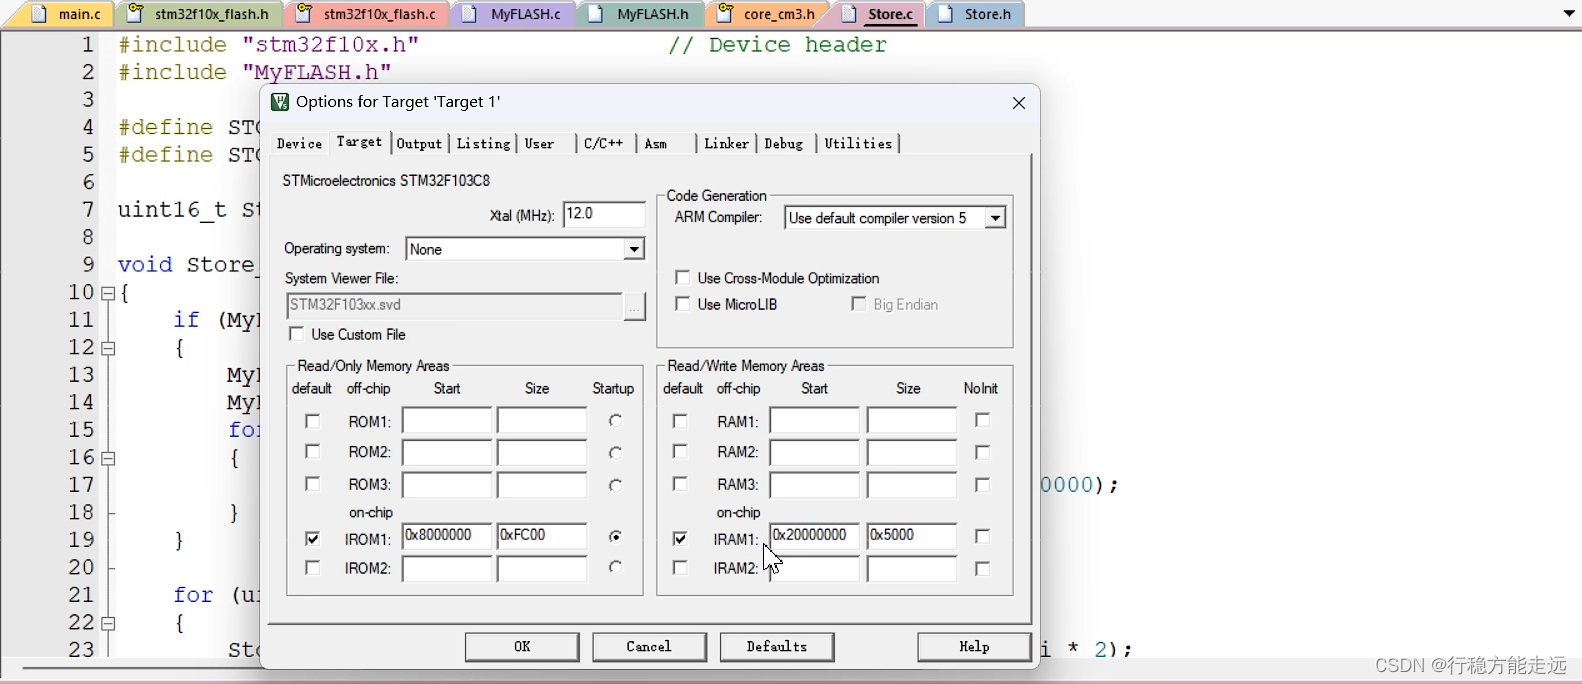 main.c stm32f10x_flash.h stm32f10x_flash.c MyFLASH.c MyFLASH.h core_cm3.h Store.c Store.h
1 #include "stm32f10x.h" // Device header
2 #include "MyFLASH.h"
3
4 #define STO
5 #define STO
6
7 uint16_t St
8
9 void Store_
10 {
11 if (MyF
12 {
13 MyF
14 MyF
15 for
16 {
17 0000);
18 }
19 }
20
21 for (ui
22 {
23 Sto i * 2);
Options for Target 'Target 1'
Device Target Output Listing User C/C++ Asm Linker Debug Utilities
STMicroelectronics STM32F103C8
Xtal (MHz): 12.0
Operating system: None
System Viewer File:
STM32F103xx.svd ...
Use Custom File
Code Generation
ARM Compiler: Use default compiler version 5
Use Cross-Module Optimization
Use MicroLIB Big Endian
Read/Only Memory Areas
default off-chip Start Size Startup
ROM1:
ROM2:
ROM3:
on-chip
IROM1: 0x8000000 0xFC00
IROM2:
Read/Write Memory Areas
default off-chip Start Size NoInit
RAM1:
RAM2:
RAM3:
on-chip
IRAM1: 0x20000000 0x5000
IRAM2:
OK Cancel Defaults Help
CSDN @行稳方能走远